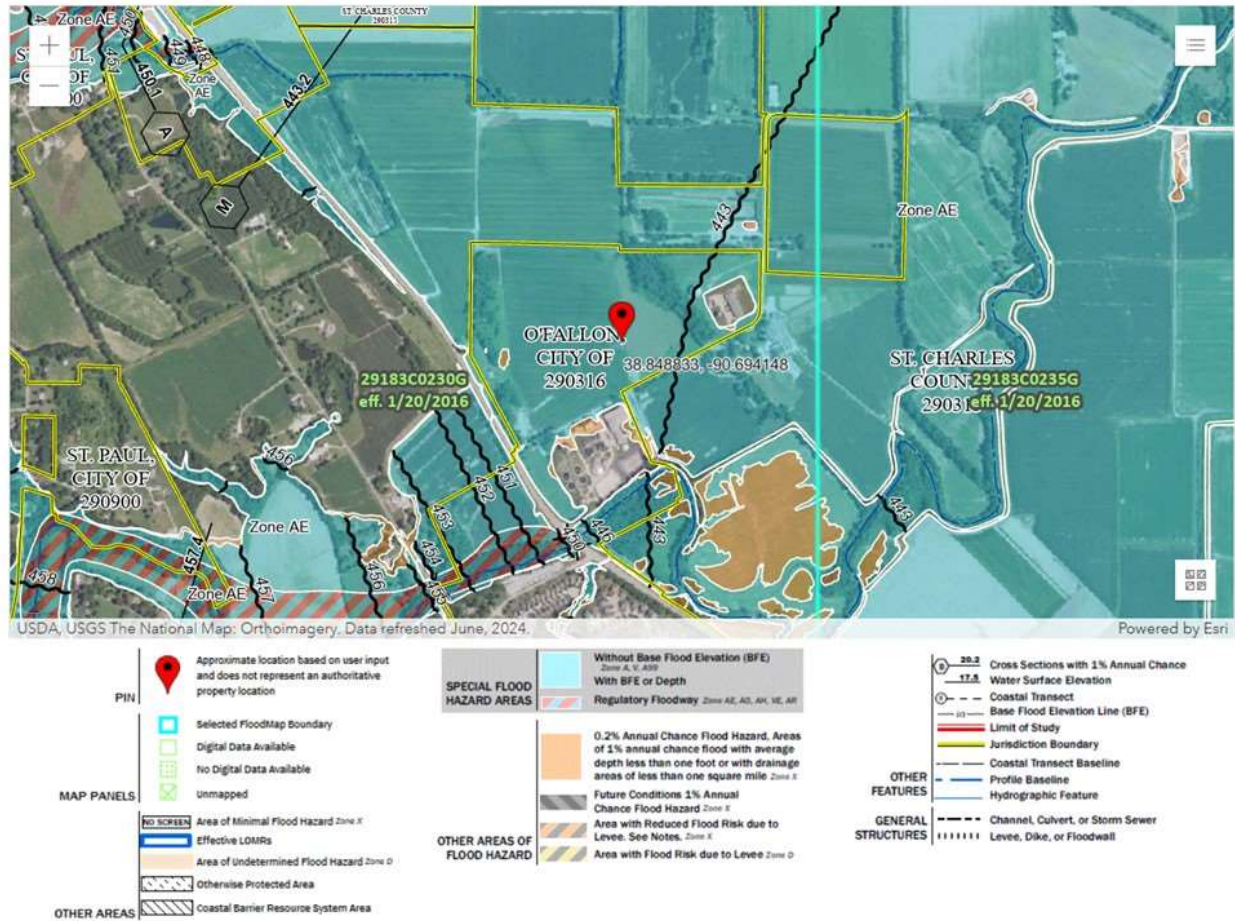 ST. CHARLES COUNTY
290315
Zone AE
450
448
449
451
ST. PAUL,
CITY OF
450.1
Zone
AE
443.2
A
M
443
Zone AE
O'FALLON,
CITY OF
290316
38.848833, -90.694148
29183C0230G
eff. 1/20/2016
ST. CHARLES
29183C0235G
eff. 1/20/2016
ST. PAUL,
CITY OF
290900
456
451
452
453
Zone AE
454
455
456
457
457.4
458
Zone AE
450
446
443
443
USDA, USGS The National Map: Orthoimagery. Data refreshed June, 2024.
Powered by Esri
PIN
Approximate location based on user input
and does not represent an authoritative
property location
MAP PANELS
Selected FloodMap Boundary
Digital Data Available
No Digital Data Available
Unmapped
OTHER AREAS
NO SCREEN Area of Minimal Flood Hazard Zone X
Effective LOMRs
Area of Undetermined Flood Hazard Zone D
Otherwise Protected Area
Coastal Barrier Resource System Area
SPECIAL FLOOD
HAZARD AREAS
Without Base Flood Elevation (BFE)
Zone A, V, A99
With BFE or Depth
Regulatory Floodway Zone AE, AO, AH, VE, AR
OTHER AREAS OF
FLOOD HAZARD
0.2% Annual Chance Flood Hazard, Areas
of 1% annual chance flood with average
depth less than one foot or with drainage
areas of less than one square mile Zone X
Future Conditions 1% Annual
Chance Flood Hazard Zone X
Area with Reduced Flood Risk due to
Levee. See Notes. Zone X
Area with Flood Risk due to Levee Zone D
OTHER
FEATURES
20.2 Cross Sections with 1% Annual Chance
17.5 Water Surface Elevation
Coastal Transect
Base Flood Elevation Line (BFE)
Limit of Study
Jurisdiction Boundary
Coastal Transect Baseline
Profile Baseline
Hydrographic Feature
GENERAL
STRUCTURES
Channel, Culvert, or Storm Sewer
Levee, Dike, or Floodwall